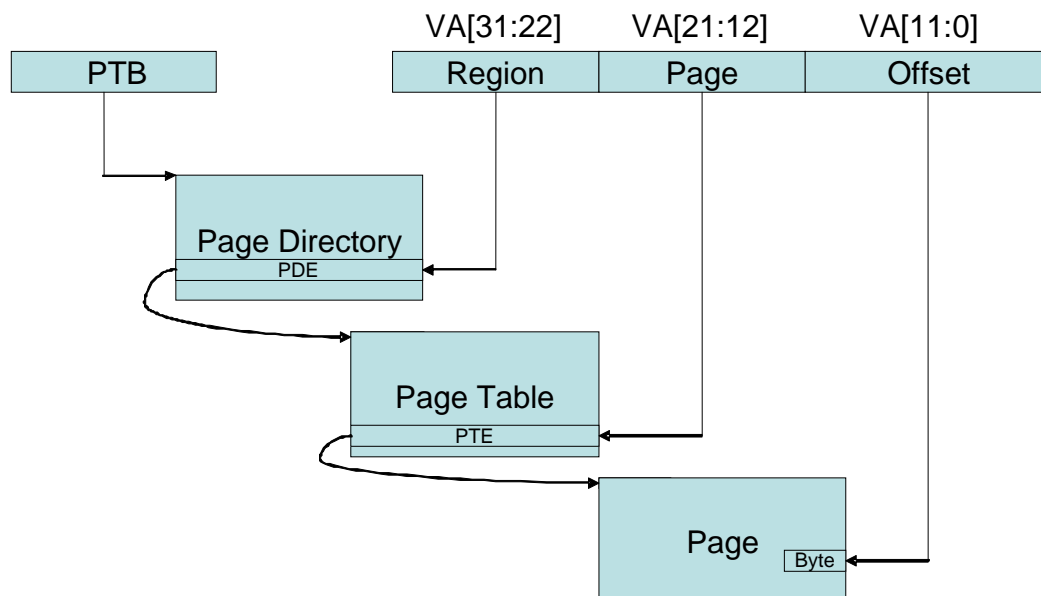 VA[31:22] VA[21:12] VA[11:0]
PTB Region Page Offset
Page Directory
PDE
Page Table
PTE
Page
Byte